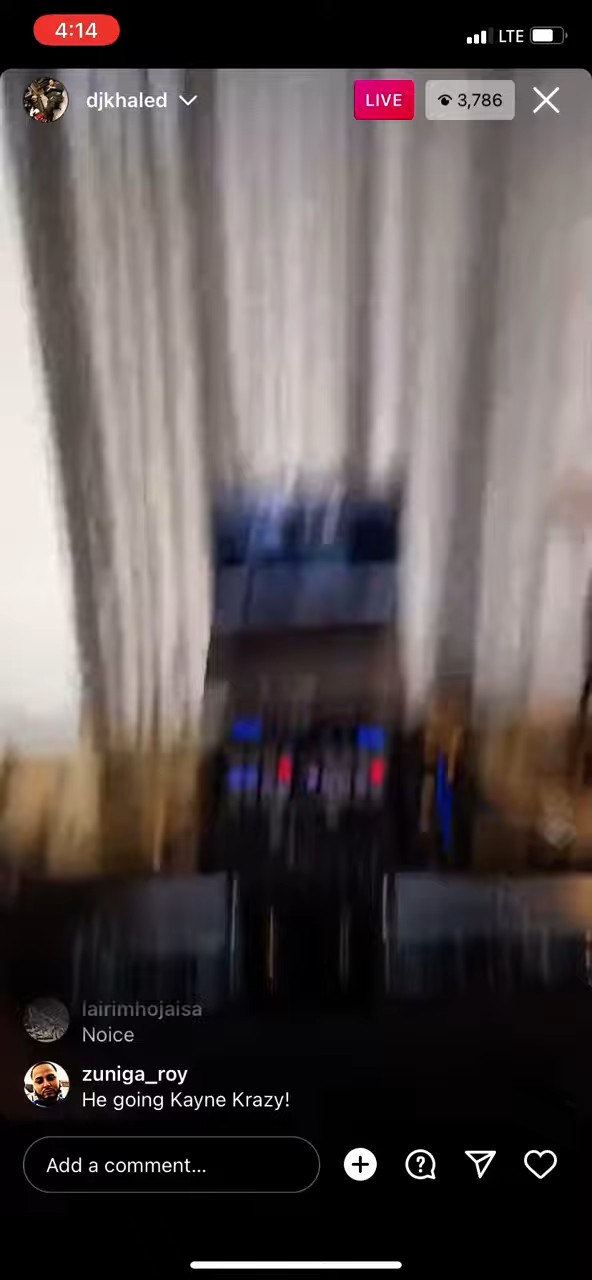 4:14
LTE
djkhaled
LIVE
3,786
lairimhojaisa
Noice
zuniga_roy
He going Kayne Krazy!
Add a comment...